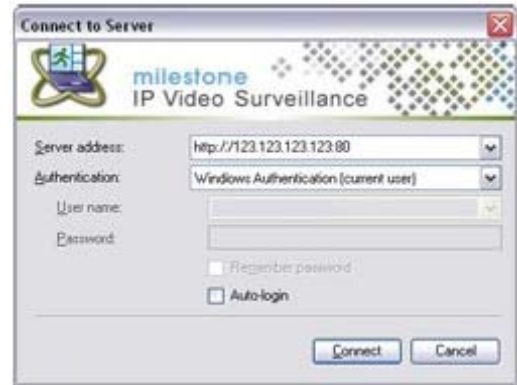 Connect to Server
milestone
IP Video Surveillance
Server address: http://123.123.123.123:80
Authentication: Windows Authentication (current user)
User name:
Password:
Remember password
Auto-login
Connect Cancel